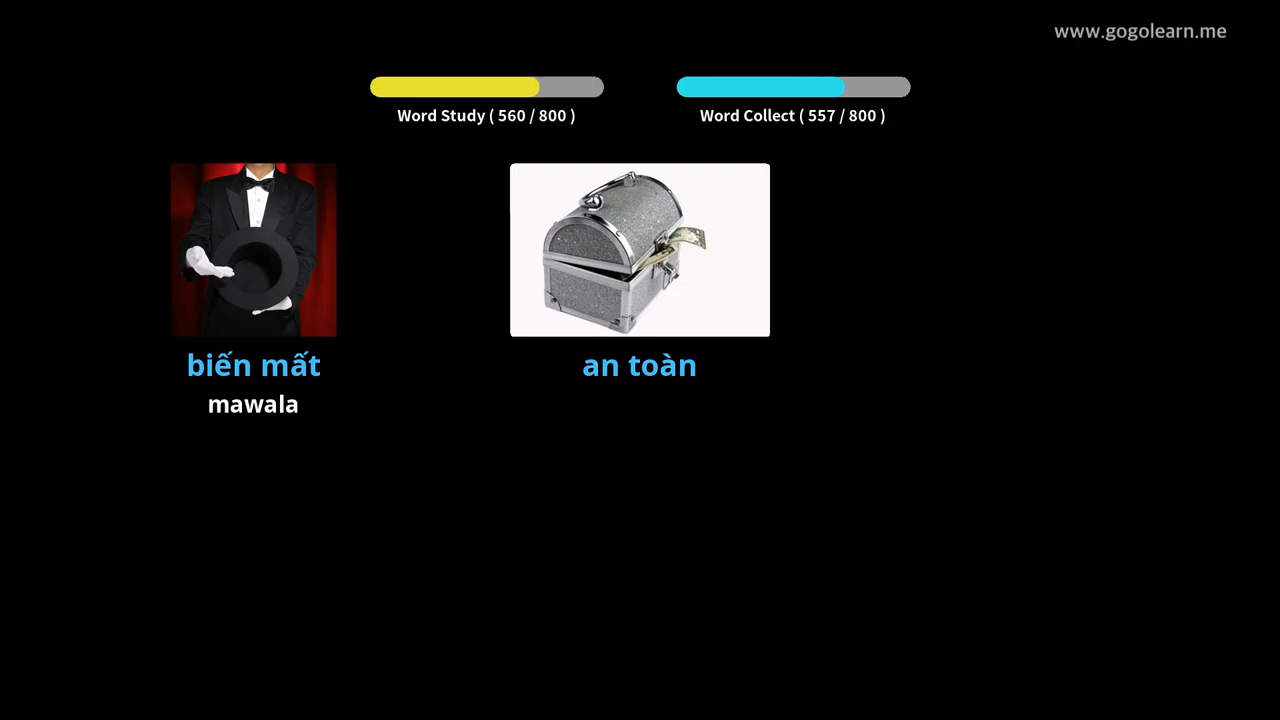 www.gogolearn.me
Word Study ( 560 / 800 )
Word Collect ( 557 / 800 )
biến mất
an toàn
mawala